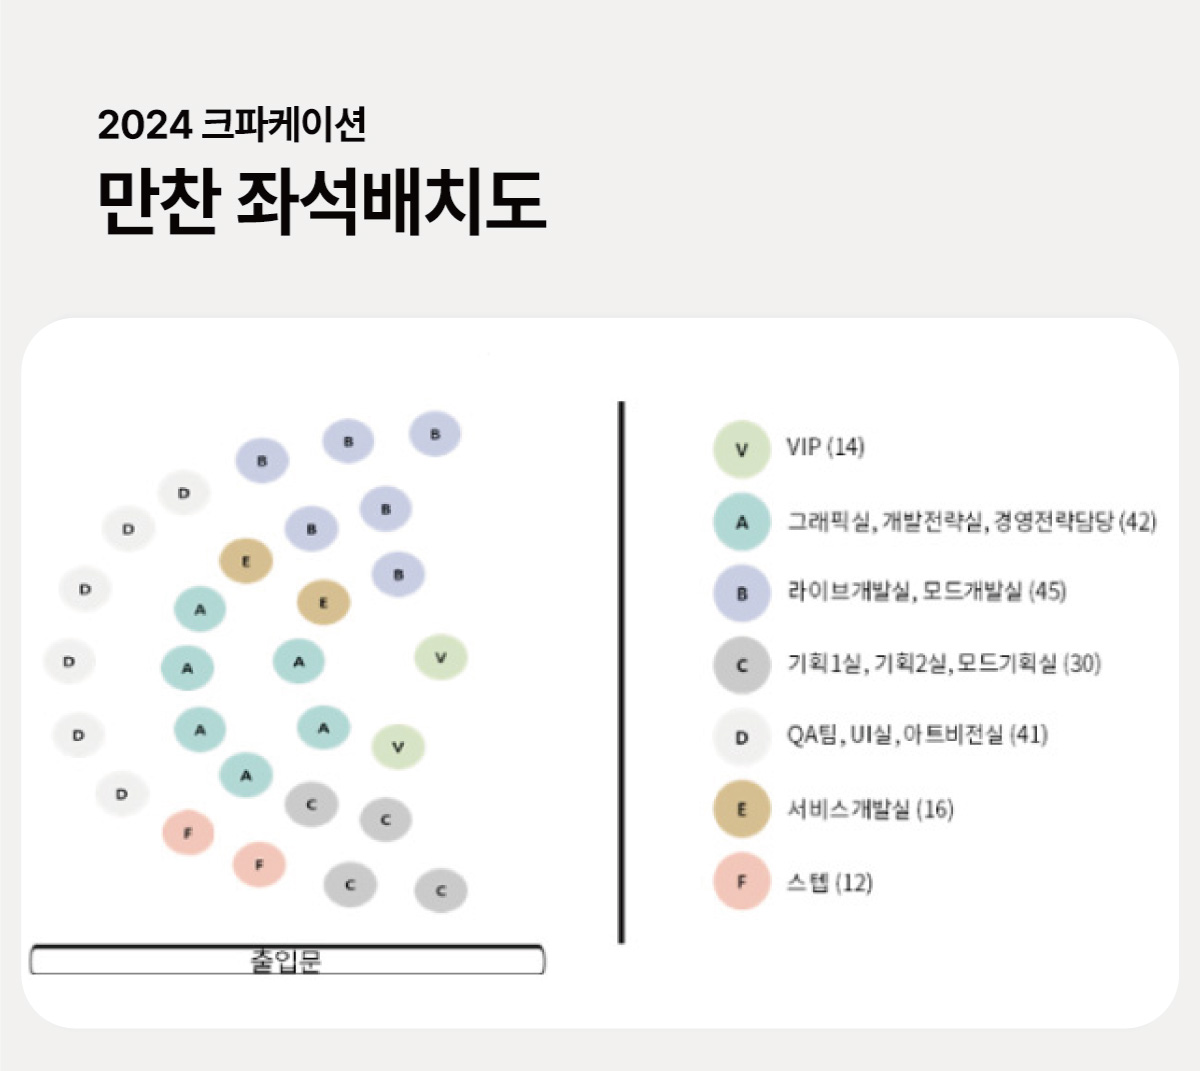 2024 크파케이션
만찬 좌석배치도
B
B
B
D
B
D
B
E
B
D
E
A
V
D
A
A
A
A
D
V
A
D
C
C
F
F
C
C
출입문
V VIP (14)
A 그래픽실, 개발전략실, 경영전략담당 (42)
B 라이브개발실, 모드개발실 (45)
C 기획1실, 기획2실, 모드기획실 (30)
D QA팀, UI실, 아트비전실 (41)
E 서비스개발실 (16)
F 스텝 (12)